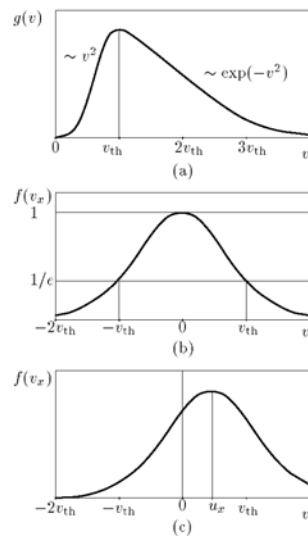 g(v)
~ v²
~ exp(−v²)
0 v_th 2v_th 3v_th v
(a)
f(v_x)
1
1/e
−2v_th −v_th 0 v_th v
(b)
f(v_x)
−2v_th −v_th 0 u_x v_th v
(c)